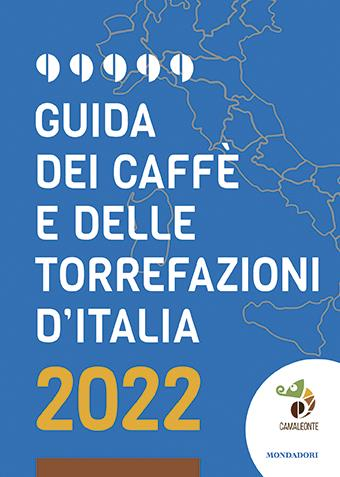 GUIDA
DEI CAFFÈ
E DELLE
TORREFAZIONI
D'ITALIA
2022
CAMALEONTE
MONDADORI